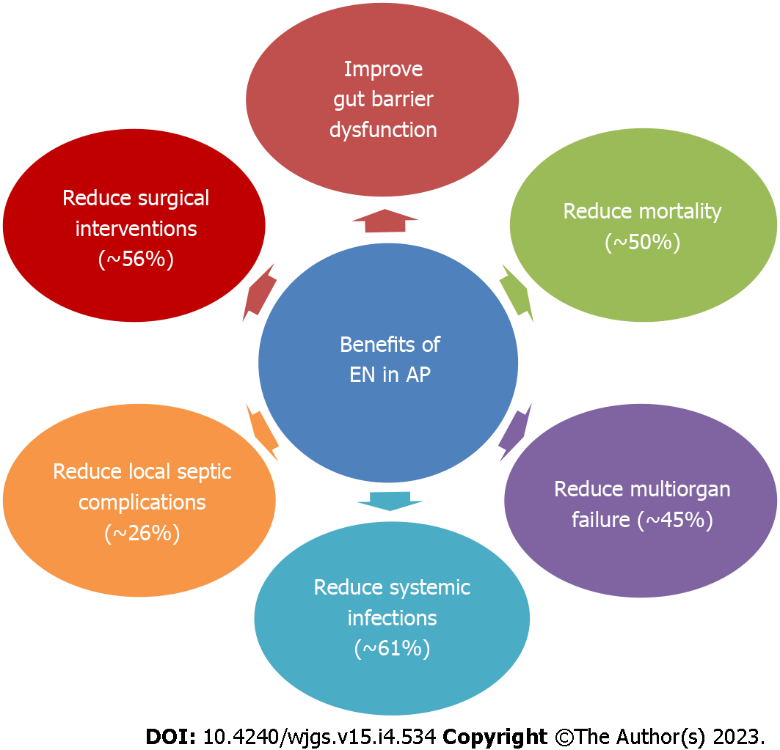 Improve
gut barrier
dysfunction
Reduce surgical
interventions
(~56%)
Reduce mortality
(~50%)
Benefits of
EN in AP
Reduce local septic
complications
(~26%)
Reduce multiorgan
failure (~45%)
Reduce systemic
infections
(~61%)
DOI: 10.4240/wjgs.v15.i4.534 Copyright ©The Author(s) 2023.